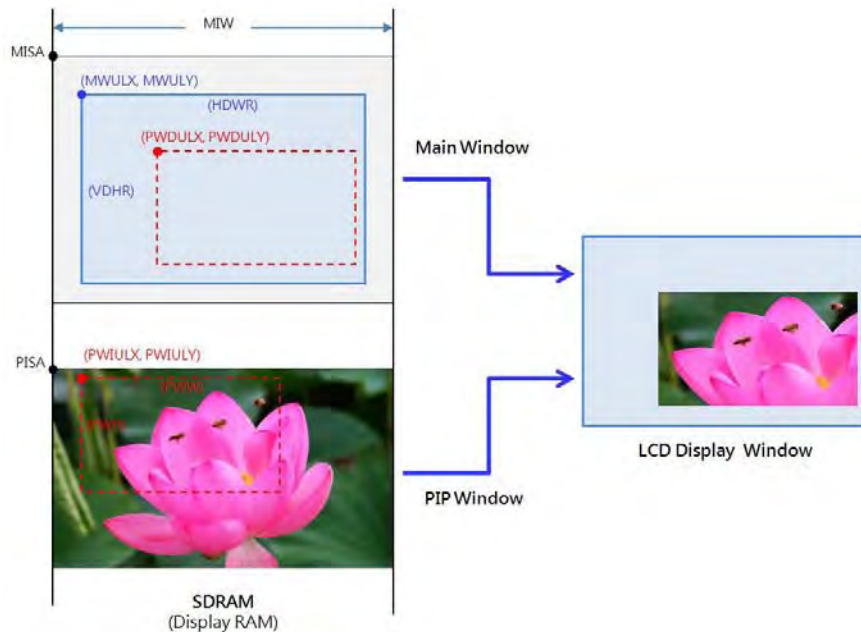 MIW
MISA
(MWULX, MWULY)
(HDWR)
(PWDULX, PWDULY)
(VDHR)
Main Window
PISA
(PWIULX, PWIULY)
(PWW)
LCD Display Window
PIP Window
SDRAM
(Display RAM)